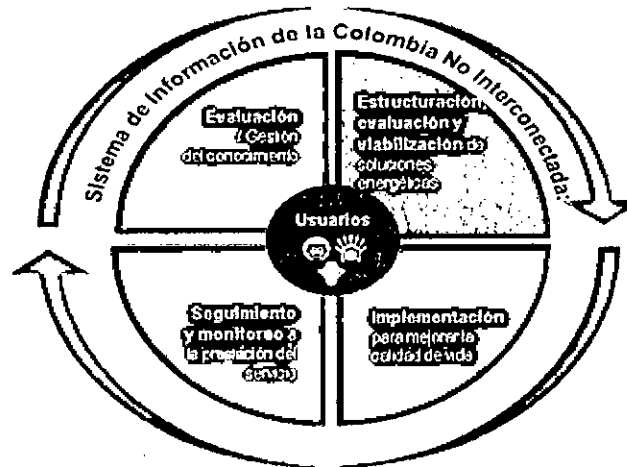 Sistema de Información de la Colombia No Interconectada
Evaluación
/ Gestión
del conocimiento
Estructuración,
evaluación y
viabilización de
soluciones
energéticas
Usuarios
Seguimiento
y monitoreo a
la prestación del
servicio
Implementación
para mejorar la
calidad de vida